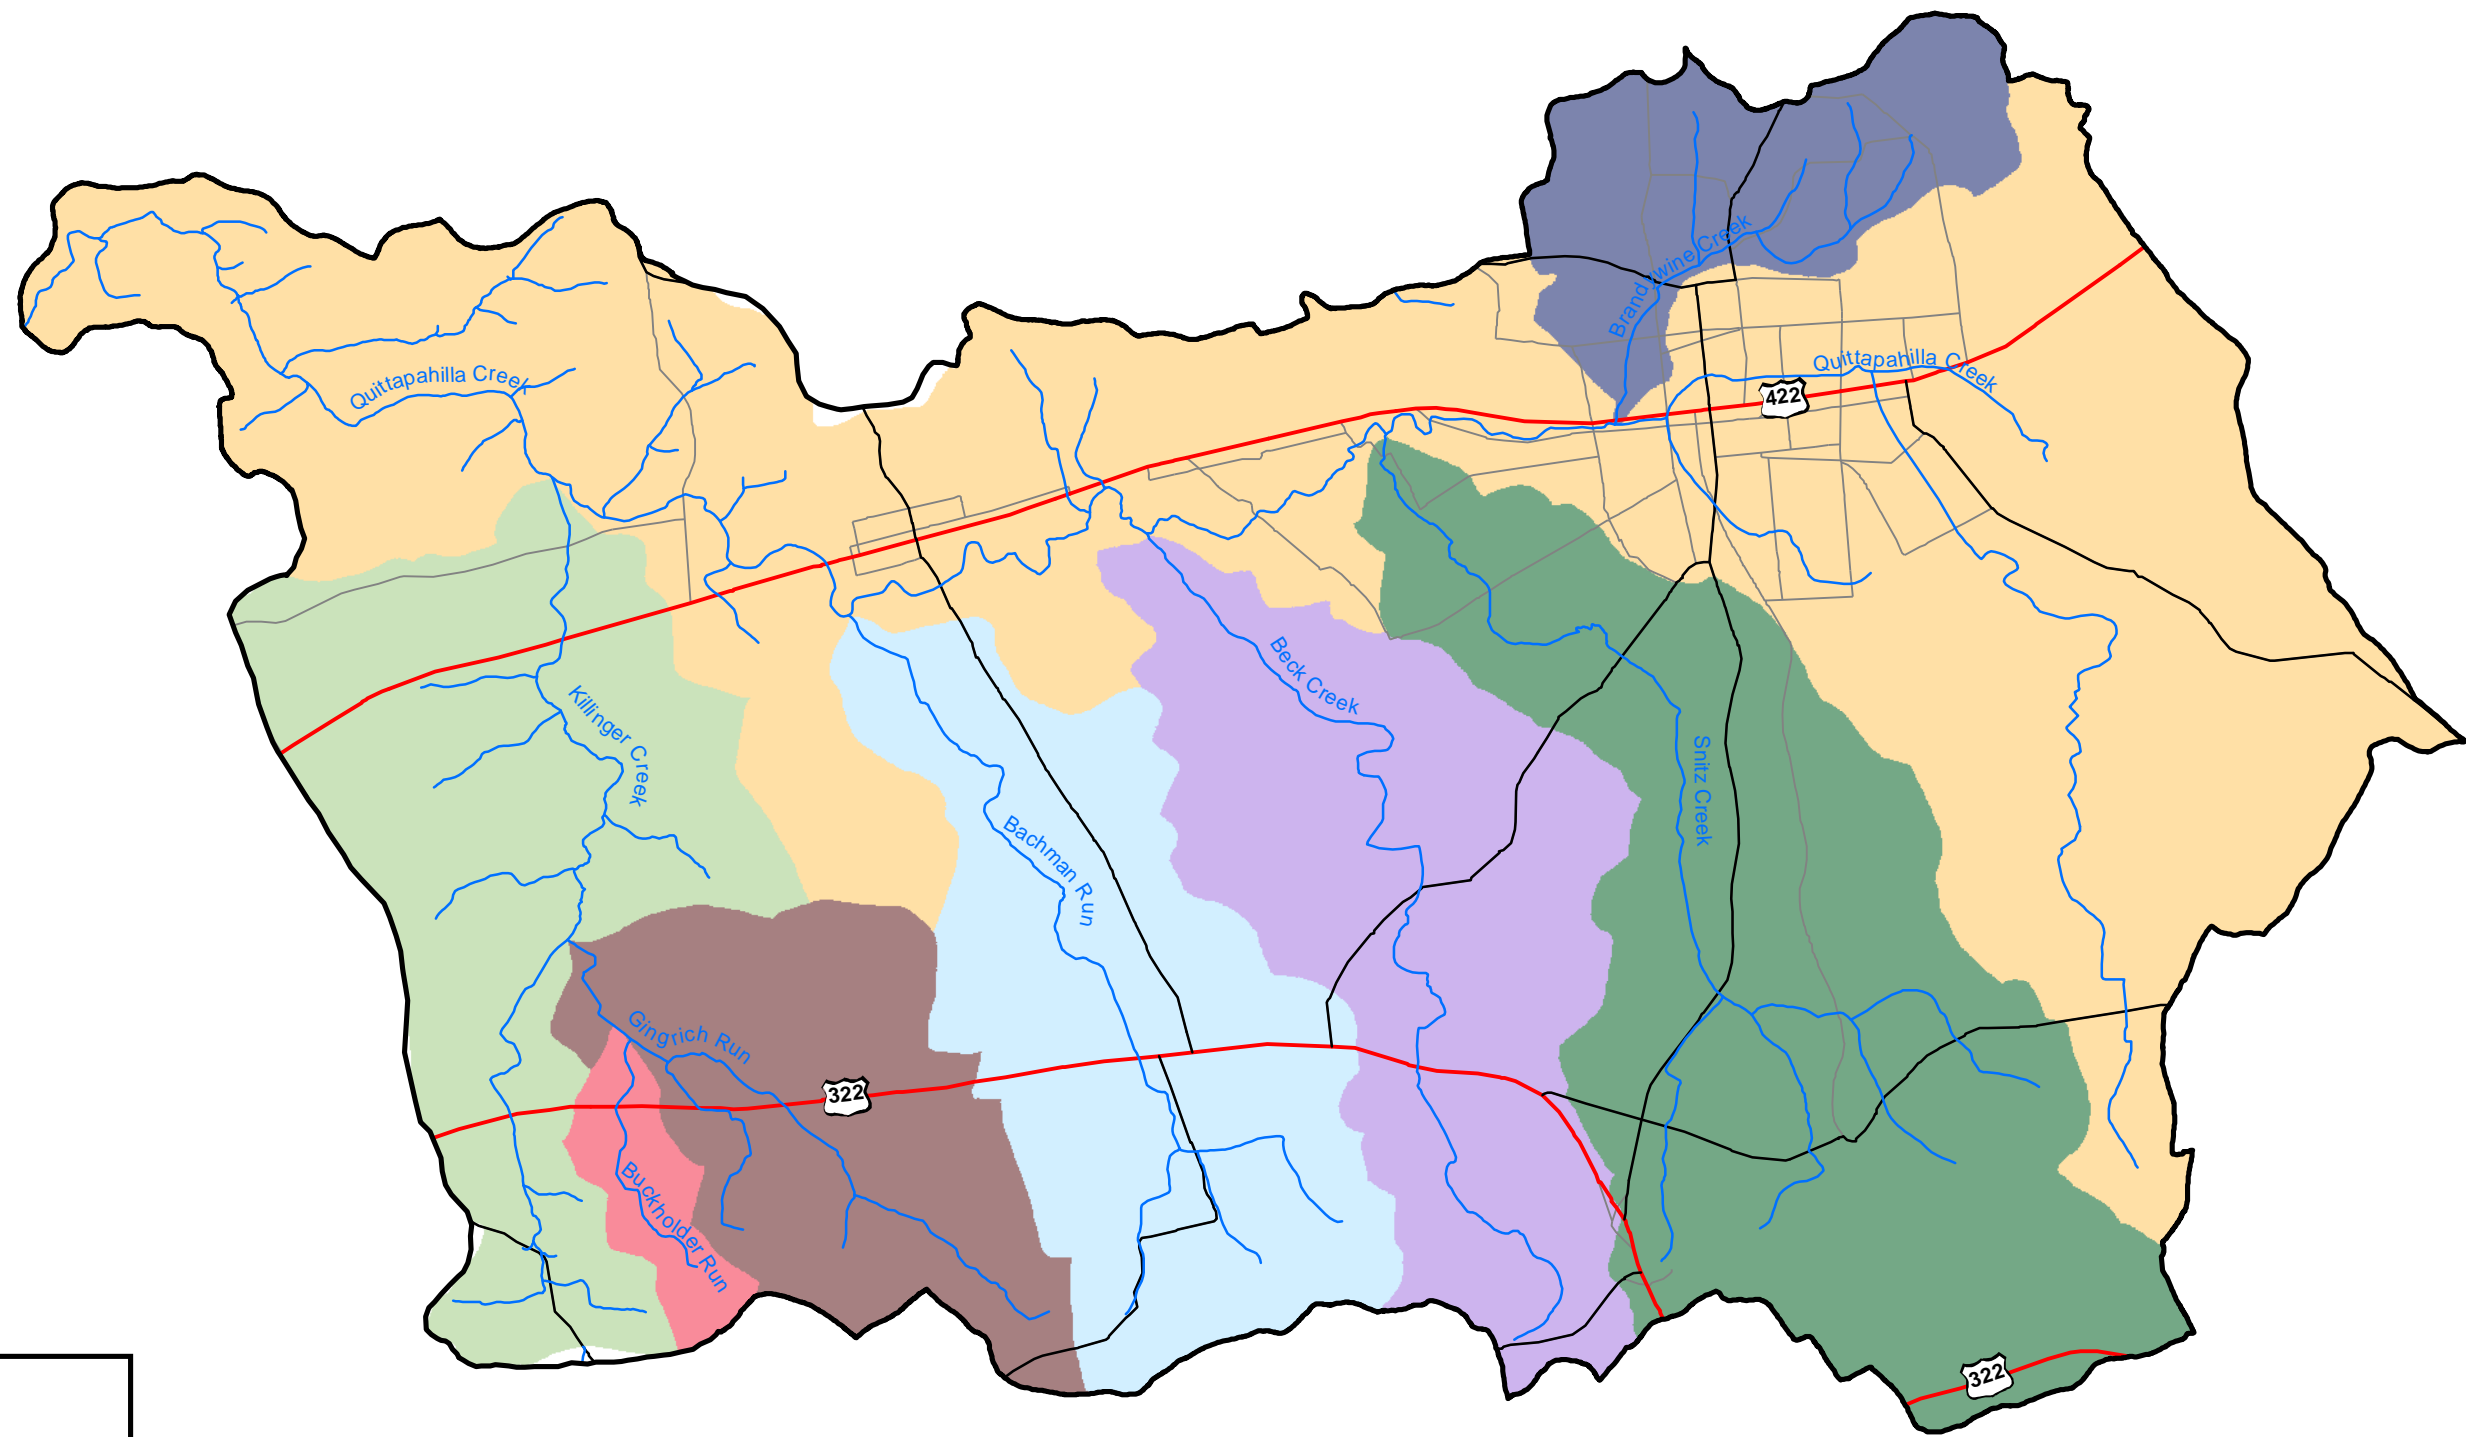 Brandywine Creek
Quittapahilla Creek
Quittapahilla Creek
422
Beck Creek
Killinger Creek
Snitz Creek
Bachman Run
Gingrich Run
322
Buckholder Run
322